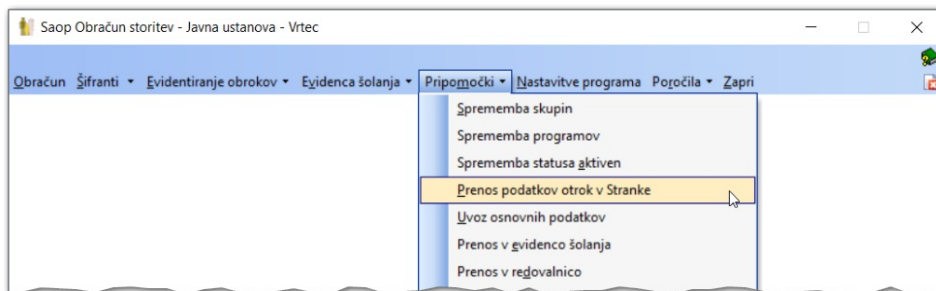 Saop Obračun storitev - Javna ustanova - Vrtec
Obračun Šifranti Evidentiranje obrokov Evidenca šolanja Pripomočki Nastavitve programa Poročila Zapri
Sprememba skupin
Sprememba programov
Sprememba statusa aktiven
Prenos podatkov otrok v Stranke
Uvoz osnovnih podatkov
Prenos v evidenco šolanja
Prenos v redovalnico